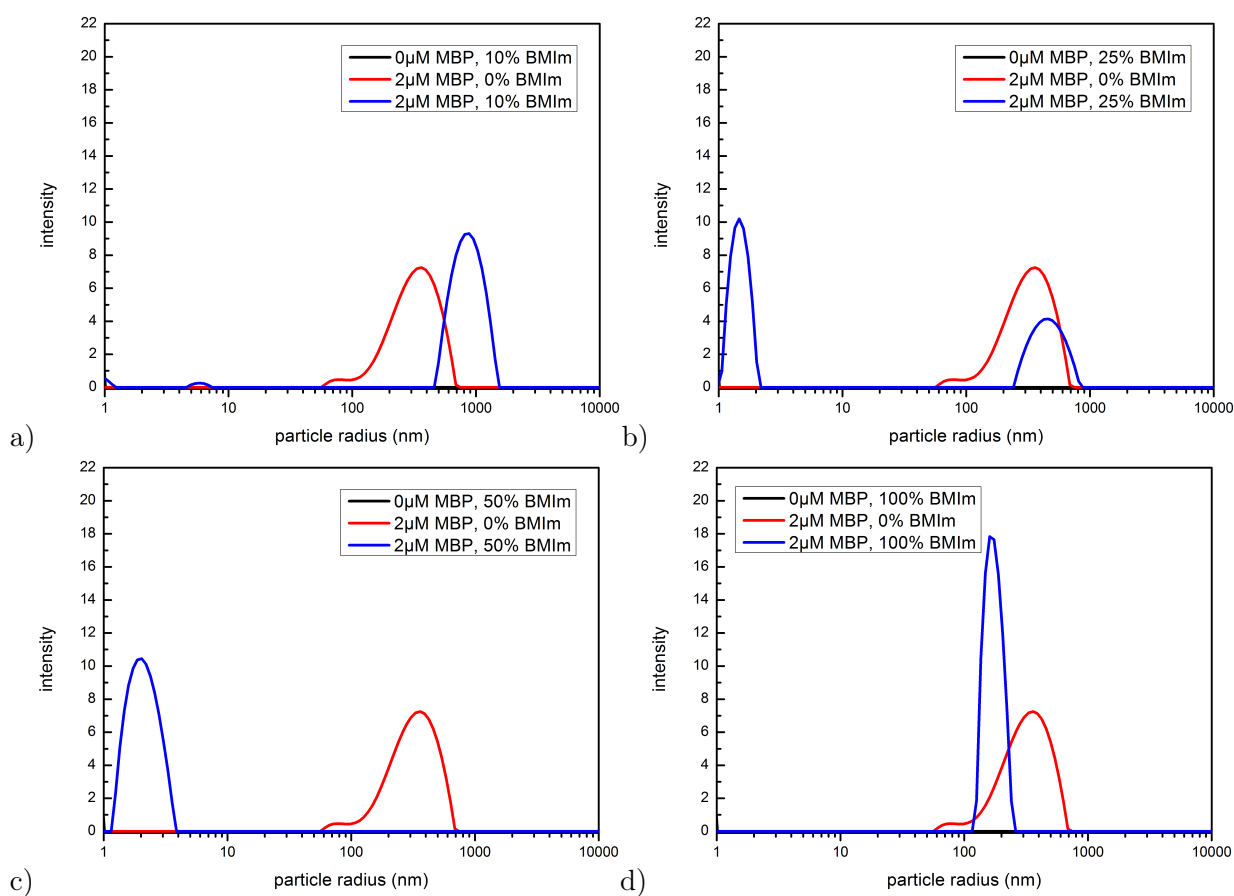 22
20
18
16
14
12
10
8
6
4
2
0
intensity
0µM MBP, 10% BMIm
2µM MBP, 0% BMIm
2µM MBP, 10% BMIm
1 10 100 1000 10000
particle radius (nm)
a)
22
20
18
16
14
12
10
8
6
4
2
0
intensity
0µM MBP, 25% BMIm
2µM MBP, 0% BMIm
2µM MBP, 25% BMIm
1 10 100 1000 10000
particle radius (nm)
b)
22
20
18
16
14
12
10
8
6
4
2
0
intensity
0µM MBP, 50% BMIm
2µM MBP, 0% BMIm
2µM MBP, 50% BMIm
1 10 100 1000 10000
particle radius (nm)
c)
22
20
18
16
14
12
10
8
6
4
2
0
intensity
0µM MBP, 100% BMIm
2µM MBP, 0% BMIm
2µM MBP, 100% BMIm
1 10 100 1000 10000
particle radius (nm)
d)